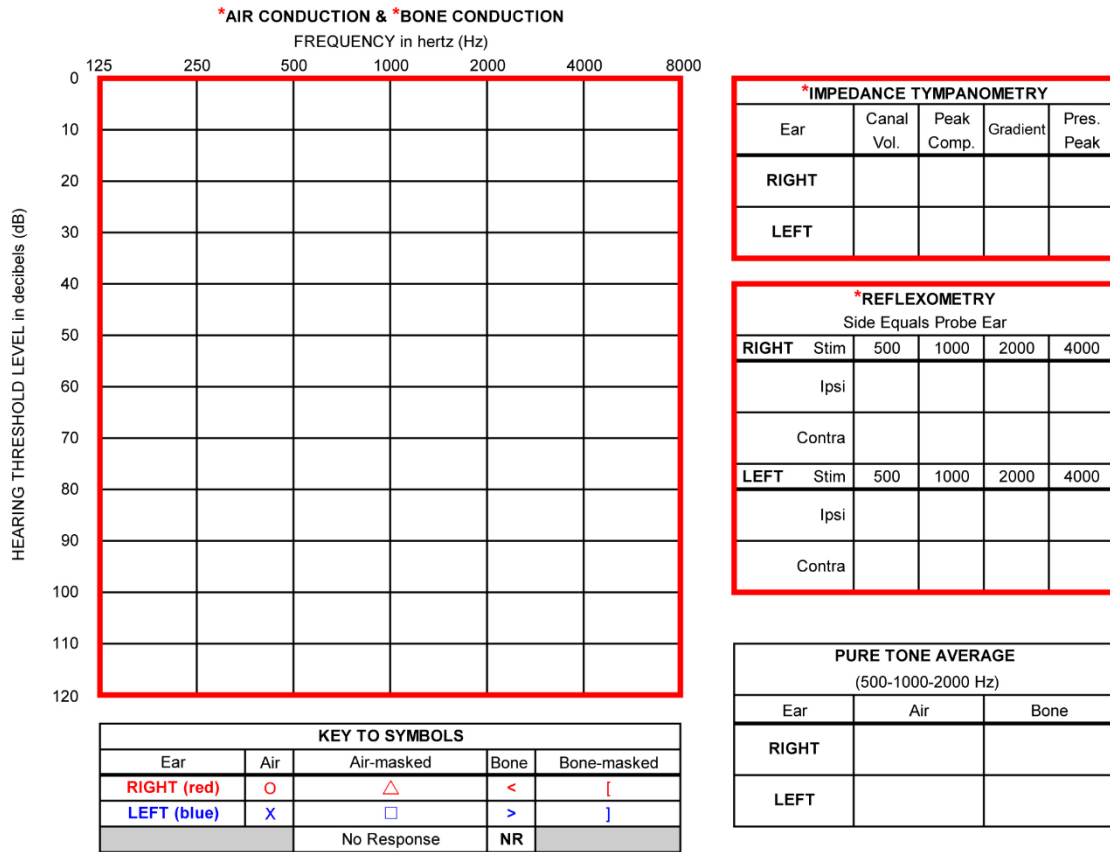 *AIR CONDUCTION & *BONE CONDUCTION
FREQUENCY in hertz (Hz)
125 250 500 1000 2000 4000 8000
HEARING THRESHOLD LEVEL in decibels (dB)
0
10
20
30
40
50
60
70
80
90
100
110
120
KEY TO SYMBOLS
Ear Air Air-masked Bone Bone-masked
RIGHT (red) O △ < [
LEFT (blue) X □ > ]
No Response NR
*IMPEDANCE TYMPANOMETRY
Ear Canal Vol. Peak Comp. Gradient Pres. Peak
RIGHT
LEFT
*REFLEXOMETRY
Side Equals Probe Ear
RIGHT Stim 500 1000 2000 4000
Ipsi
Contra
LEFT Stim 500 1000 2000 4000
Ipsi
Contra
PURE TONE AVERAGE
(500-1000-2000 Hz)
Ear Air Bone
RIGHT
LEFT